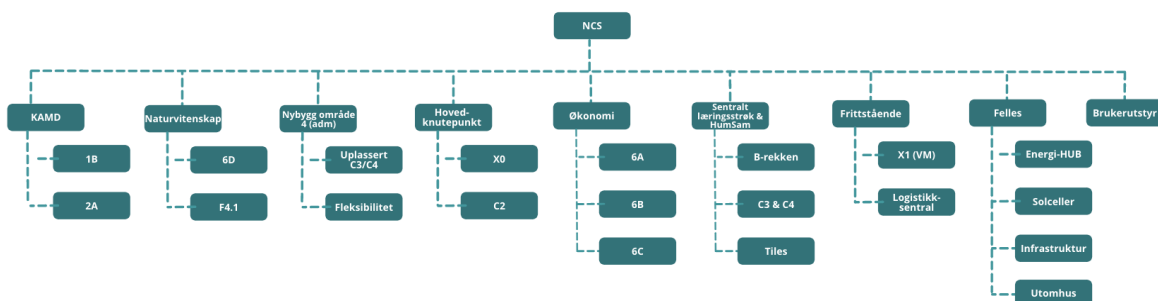 NCS
KAMD
Naturvitenskap
Nybygg område
4 (adm)
Hoved-
knutepunkt
Økonomi
Sentralt
læringsstrøk &
HumSam
Frittstående
Felles
Brukerutstyr
1B
6D
Uplassert
C3/C4
X0
6A
B-rekken
X1 (VM)
Energi-HUB
2A
F4.1
Fleksibilitet
C2
6B
C3 & C4
Logistikk-
sentral
Solceller
6C
Tiles
Infrastruktur
Utomhus